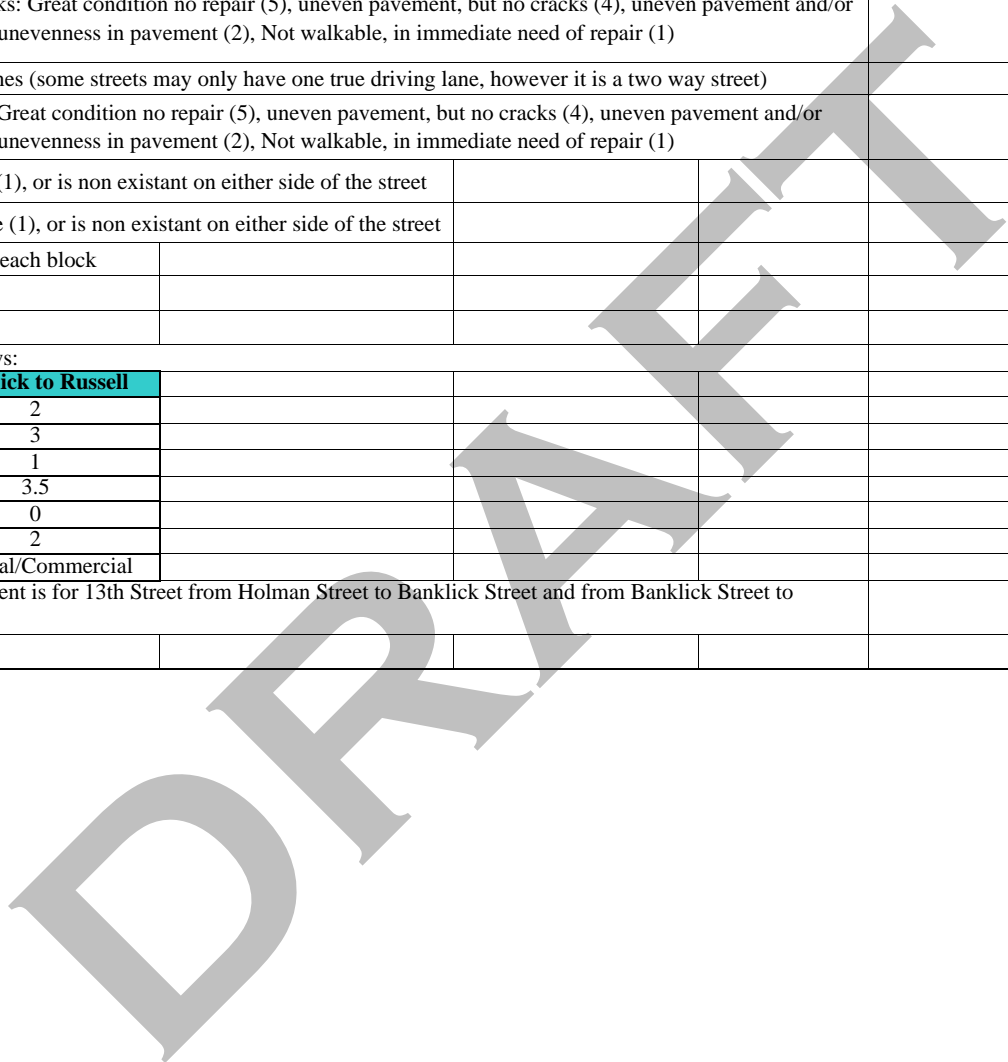 ks: Great condition no repair (5), uneven pavement, but no cracks (4), uneven pavement and/or
unevenness in pavement (2), Not walkable, in immediate need of repair (1)
nes (some streets may only have one true driving lane, however it is a two way street)
Great condition no repair (5), uneven pavement, but no cracks (4), uneven pavement and/or
unevenness in pavement (2), Not walkable, in immediate need of repair (1)
(1), or is non existant on either side of the street
e (1), or is non existant on either side of the street
each block
ys:
ick to Russell
2
3
1
3.5
0
2
al/Commercial
ent is for 13th Street from Holman Street to Banklick Street and from Banklick Street to
DRAFT